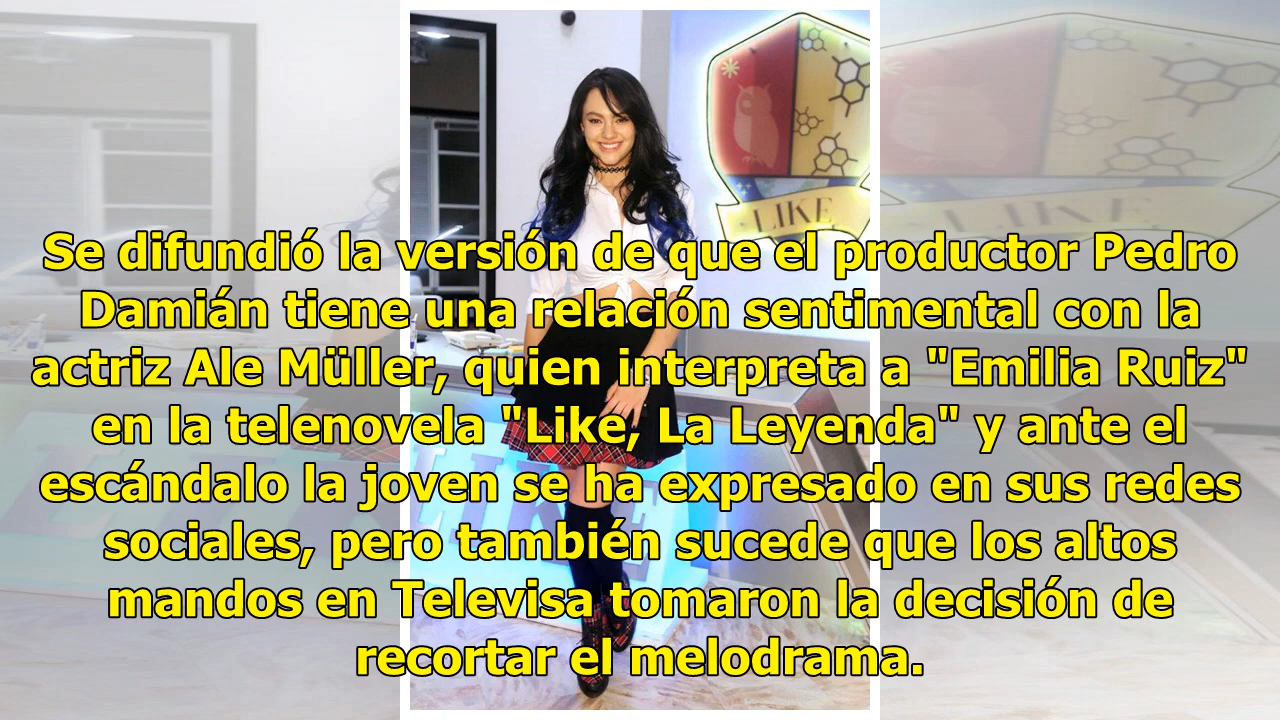 LIKE
Se difundió la versión de que el productor Pedro
Damián tiene una relación sentimental con la
actriz Ale Müller, quien interpreta a "Emilia Ruiz"
en la telenovela "Like, La Leyenda" y ante el
escándalo la joven se ha expresado en sus redes
sociales, pero también sucede que los altos
mandos en Televisa tomaron la decisión de
recortar el melodrama.
LIKE